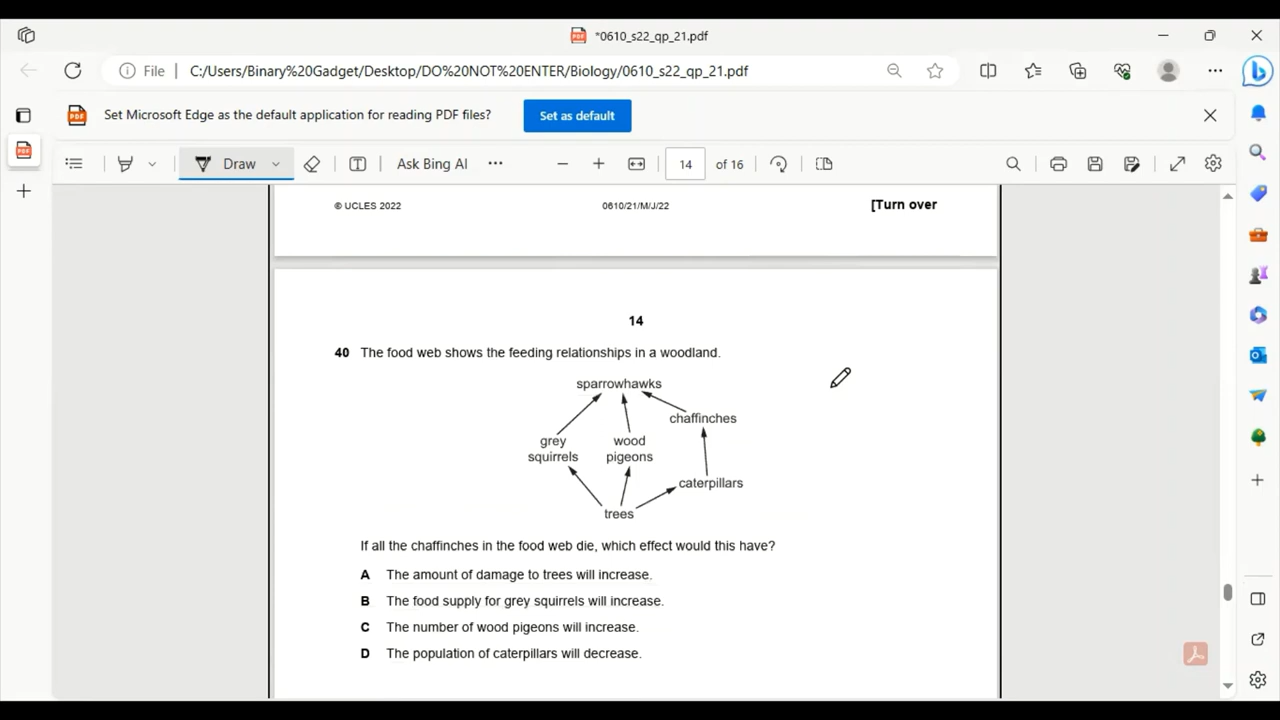 *0610_s22_qp_21.pdf
File
C:/Users/Binary%20Gadget/Desktop/DO%20NOT%20ENTER/Biology/0610_s22_qp_21.pdf
Set Microsoft Edge as the default application for reading PDF files?
Set as default
Draw
Ask Bing AI
14 of 16
© UCLES 2022
0610/21/M/J/22
[Turn over
14
40 The food web shows the feeding relationships in a woodland.
sparrowhawks
chaffinches
grey
squirrels
wood
pigeons
caterpillars
trees
If all the chaffinches in the food web die, which effect would this have?
A The amount of damage to trees will increase.
B The food supply for grey squirrels will increase.
C The number of wood pigeons will increase.
D The population of caterpillars will decrease.